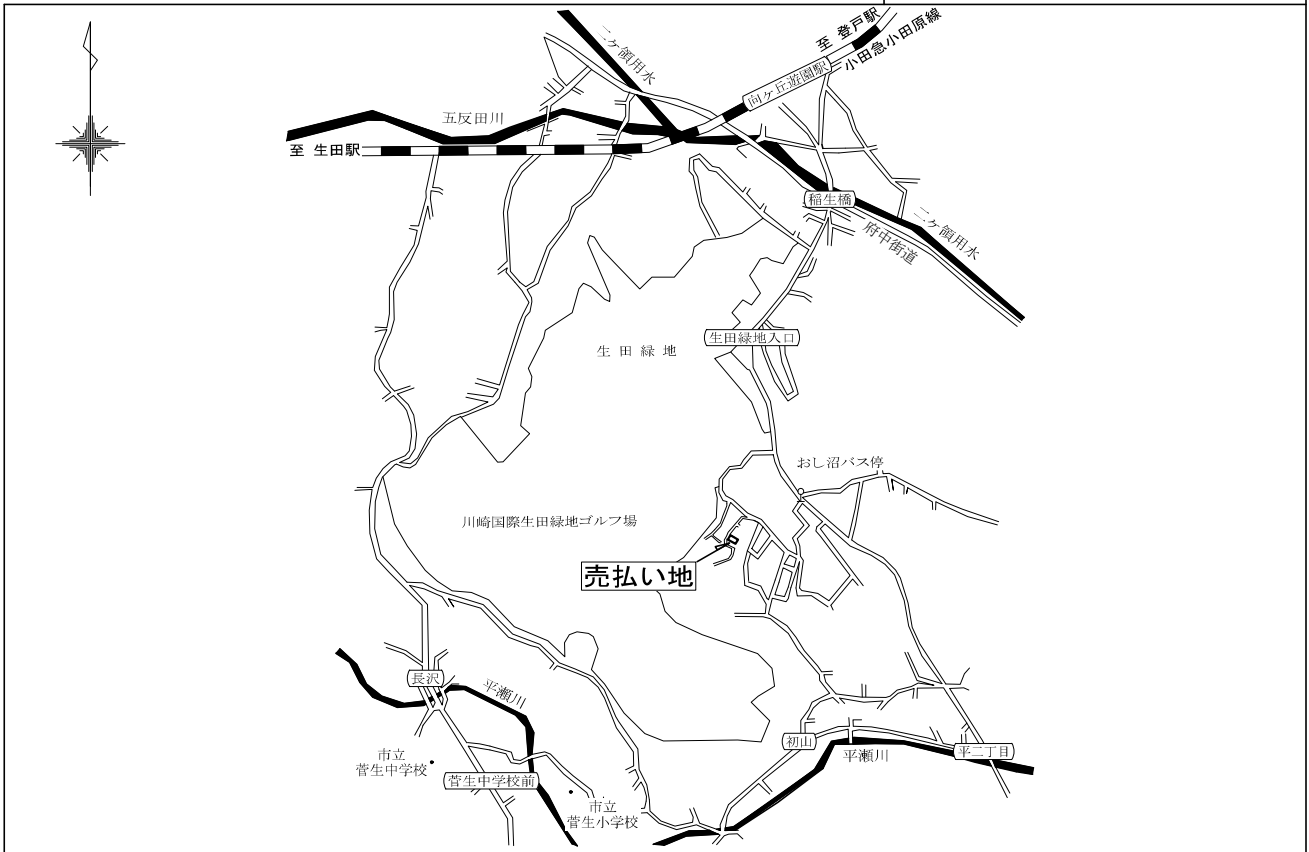 至 登戸駅
小田急小田原線
二ヶ領用水
向ヶ丘遊園駅
五反田川
至 生田駅
稲生橋
二ヶ領用水
府中街道
生田緑地入口
生 田 緑 地
おし沼バス停
川崎国際生田緑地ゴルフ場
売払い地
長沢
平瀬川
初山
平二丁目
平瀬川
市立
菅生中学校
菅生中学校前
市立
菅生小学校